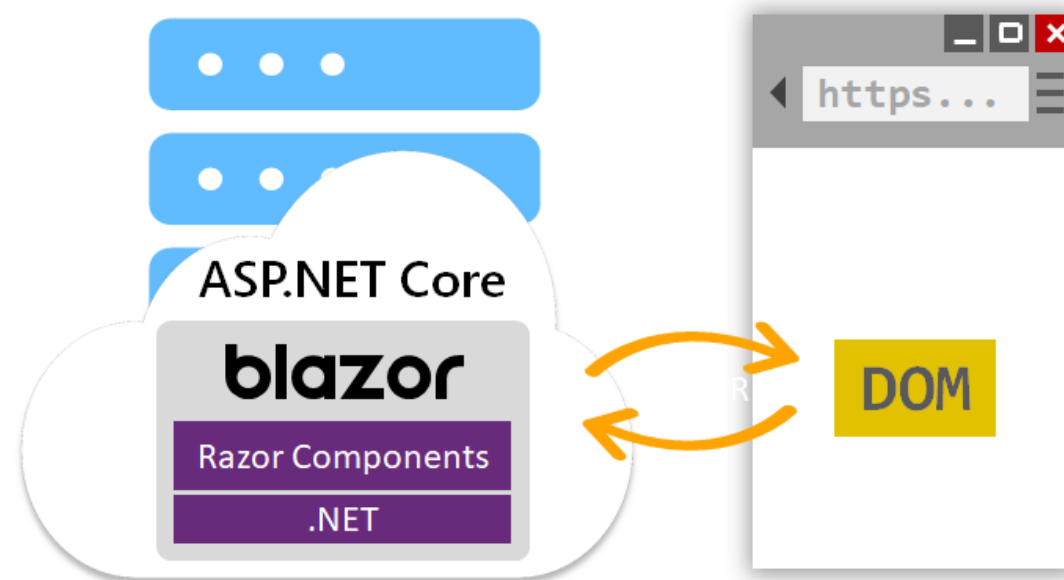 https...
ASP.NET Core
blazor
DOM
Razor Components
.NET